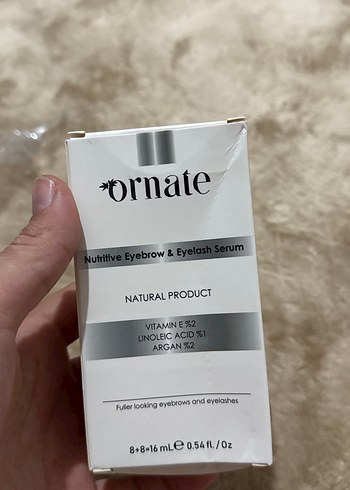 ornate
Nutritive Eyebrow & Eyelash Serum
NATURAL PRODUCT
VITAMIN E %2
LINOLEIC ACID %1
ARGAN %2
Fuller looking eyebrows and eyelashes
8+8=16 mL℮ 0.54 fl. / Oz